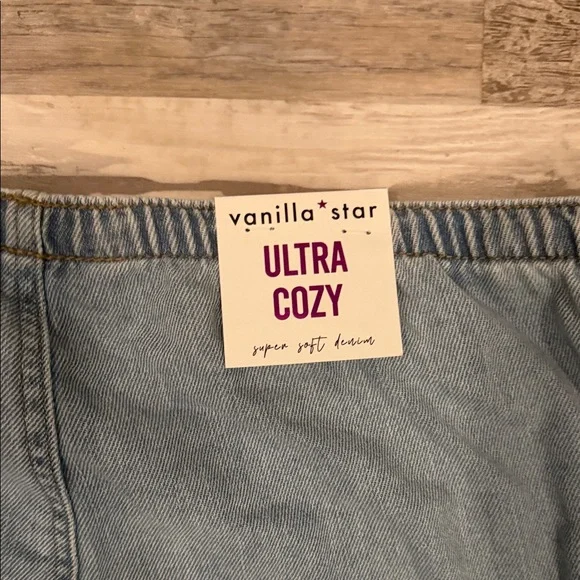 vanilla★star
ULTRA
COZY
super soft denim